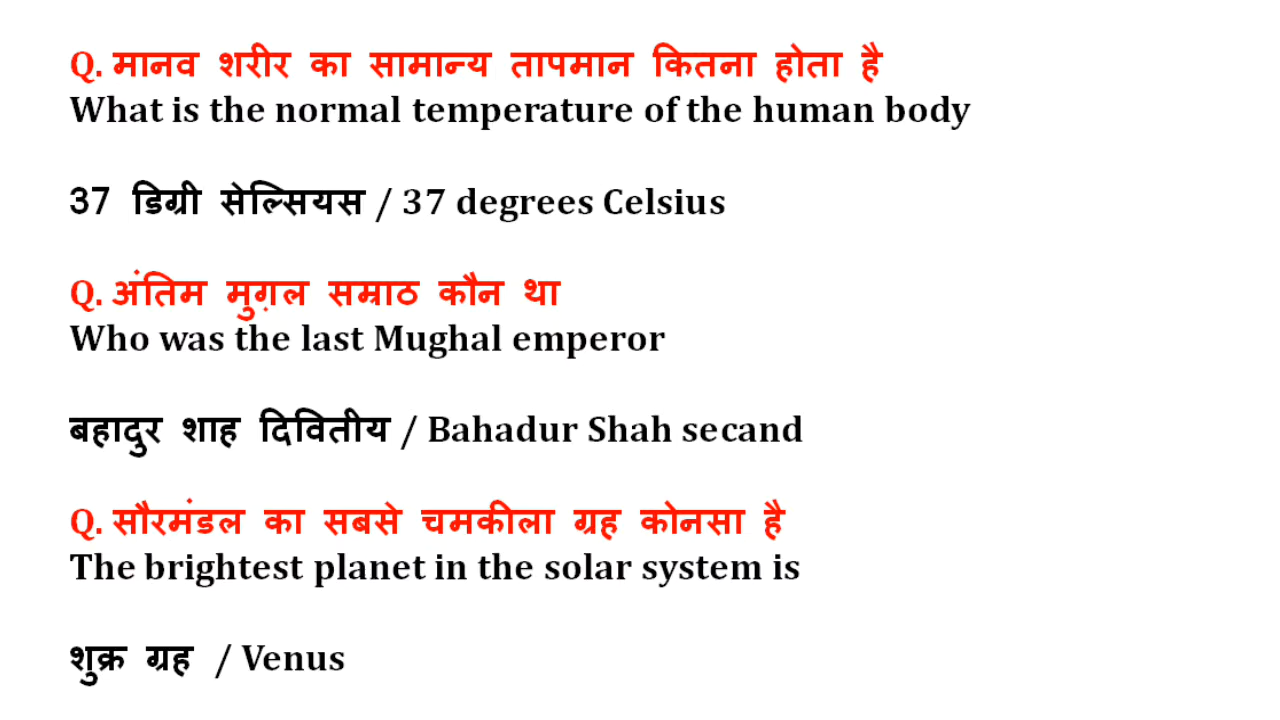 Q. मानव शरीर का सामान्य तापमान कितना होता है
What is the normal temperature of the human body
37 डिग्री सेल्सियस / 37 degrees Celsius
Q. अंतिम मुग़ल सम्राठ कौन था
Who was the last Mughal emperor
बहादुर शाह दिवितीय / Bahadur Shah secand
Q. सौरमंडल का सबसे चमकीला ग्रह कोनसा है
The brightest planet in the solar system is
शुक्र ग्रह / Venus